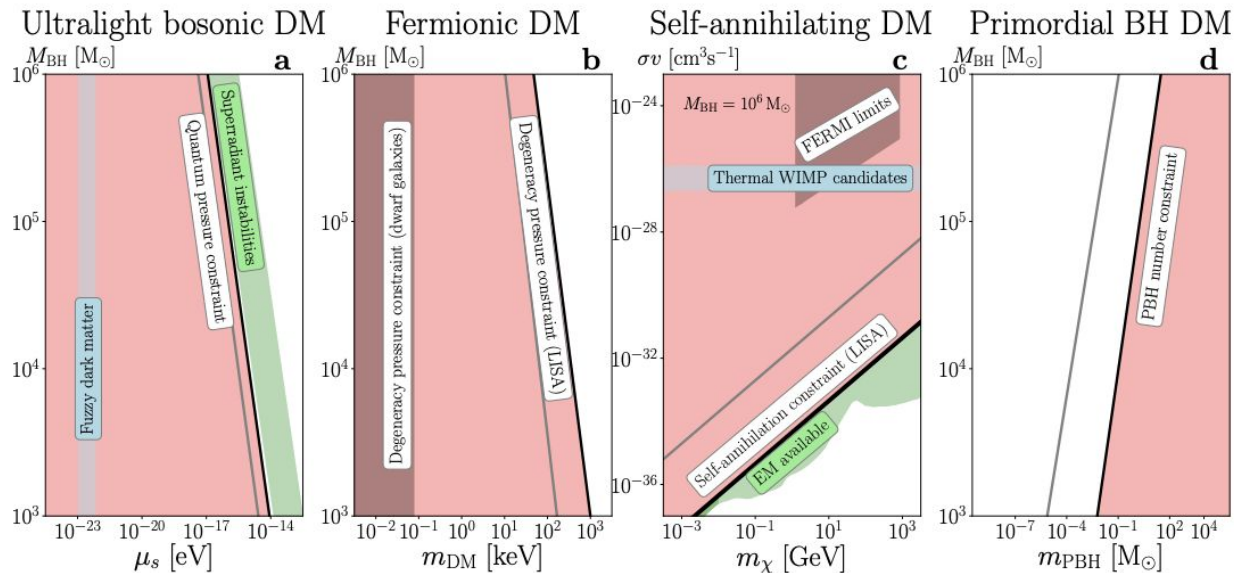 Ultralight bosonic DM
M_BH [M_⊙]
a
10^6
10^5
10^4
10^3
Quantum pressure constraint
Superradiant instabilities
Fuzzy dark matter
10^−23
10^−20
10^−17
10^−14
μ_s [eV]
Fermionic DM
M_BH [M_⊙]
b
10^6
10^5
10^4
10^3
Degeneracy pressure constraint (dwarf galaxies)
Degeneracy pressure constraint (LISA)
10^−2
10^−1
10^0
10^1
10^2
10^3
m_DM [keV]
Self-annihilating DM
σv [cm^3s^−1]
c
10^−24
10^−28
10^−32
10^−36
M_BH = 10^6 M_⊙
FERMI limits
Thermal WIMP candidates
Self-annihilation constraint (LISA)
EM available
10^−3
10^−1
10^1
10^3
m_χ [GeV]
Primordial BH DM
M_BH [M_⊙]
d
10^6
10^5
10^4
10^3
PBH number constraint
10^−7
10^−4
10^−1
10^2
10^5
m_PBH [M_⊙]